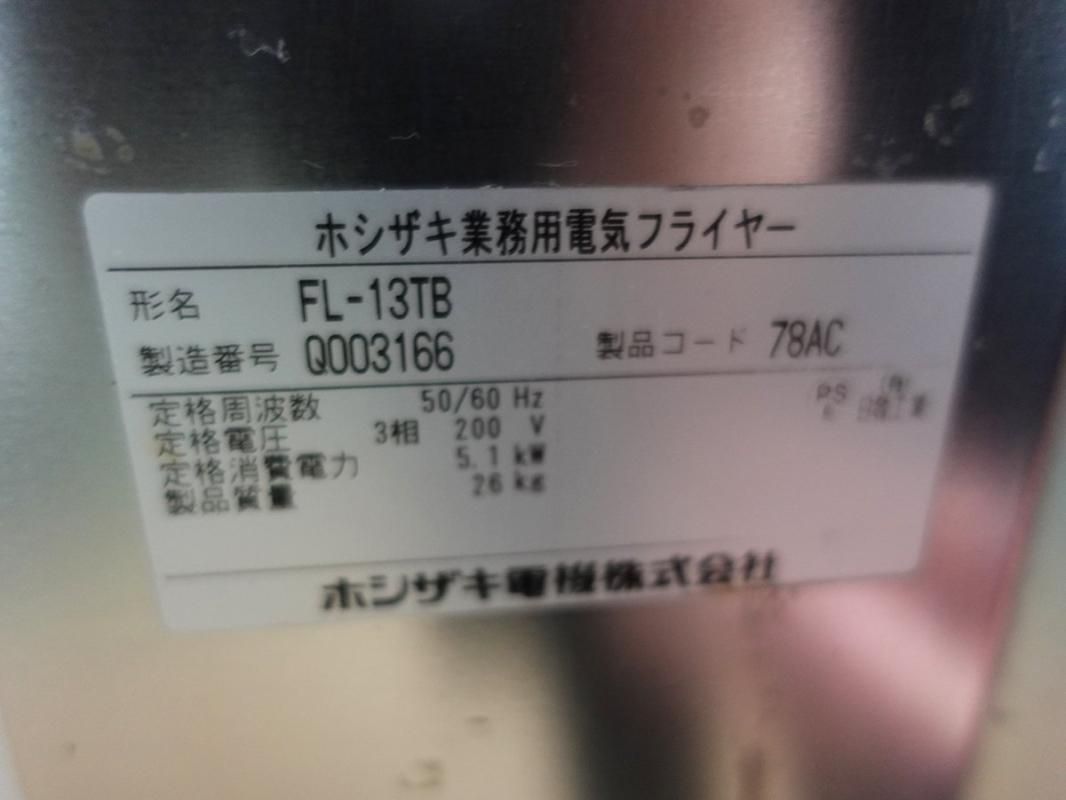 ホシザキ業務用電気フライヤー
形名 FL-13TB
製造番号 Q003166 製品コード 78AC
定格周波数 50/60 Hz
定格電圧 3相 200 V
定格消費電力 5.1 kW
製品質量 26 kg
PS
E
ホシザキ電機株式会社